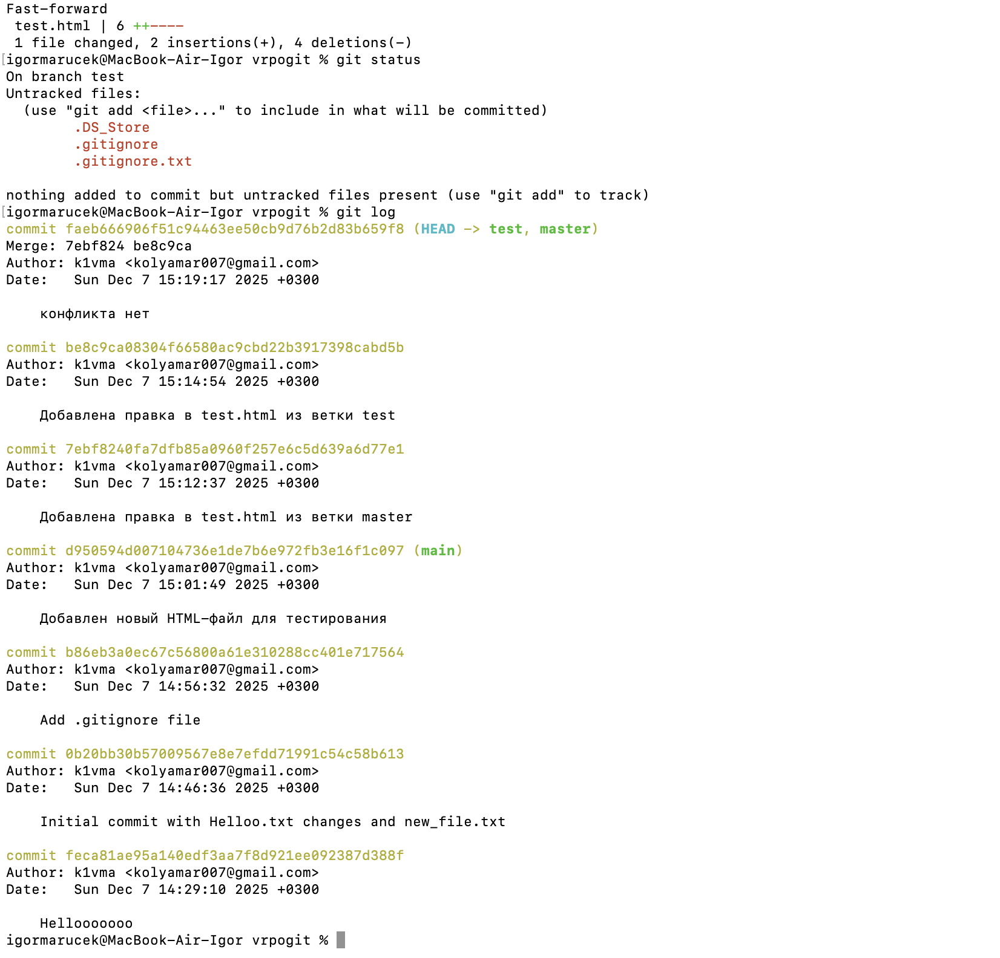 Fast-forward
 test.html | 6 ++----
 1 file changed, 2 insertions(+), 4 deletions(-)
[igormarucek@MacBook-Air-Igor vrpogit % git status
On branch test
Untracked files:
  (use "git add <file>..." to include in what will be committed)
        .DS_Store
        .gitignore
        .gitignore.txt

nothing added to commit but untracked files present (use "git add" to track)
[igormarucek@MacBook-Air-Igor vrpogit % git log
commit faeb666906f51c94463ee50cb9d76b2d83b659f8 (HEAD -> test, master)
Merge: 7ebf824 be8c9ca
Author: k1vma <kolyamar007@gmail.com>
Date:   Sun Dec 7 15:19:17 2025 +0300

    конфликта нет

commit be8c9ca08304f66580ac9cbd22b3917398cabd5b
Author: k1vma <kolyamar007@gmail.com>
Date:   Sun Dec 7 15:14:54 2025 +0300

    Добавлена правка в test.html из ветки test

commit 7ebf8240fa7dfb85a0960f257e6c5d639a6d77e1
Author: k1vma <kolyamar007@gmail.com>
Date:   Sun Dec 7 15:12:37 2025 +0300

    Добавлена правка в test.html из ветки master

commit d950594d007104736e1de7b6e972fb3e16f1c097 (main)
Author: k1vma <kolyamar007@gmail.com>
Date:   Sun Dec 7 15:01:49 2025 +0300

    Добавлен новый HTML-файл для тестирования

commit b86eb3a0ec67c56800a61e310288cc401e717564
Author: k1vma <kolyamar007@gmail.com>
Date:   Sun Dec 7 14:56:32 2025 +0300

    Add .gitignore file

commit 0b20bb30b57009567e8e7efdd71991c54c58b613
Author: k1vma <kolyamar007@gmail.com>
Date:   Sun Dec 7 14:46:36 2025 +0300

    Initial commit with Helloo.txt changes and new_file.txt

commit feca81ae95a140edf3aa7f8d921ee092387d388f
Author: k1vma <kolyamar007@gmail.com>
Date:   Sun Dec 7 14:29:10 2025 +0300

    Hellooooooo
igormarucek@MacBook-Air-Igor vrpogit %